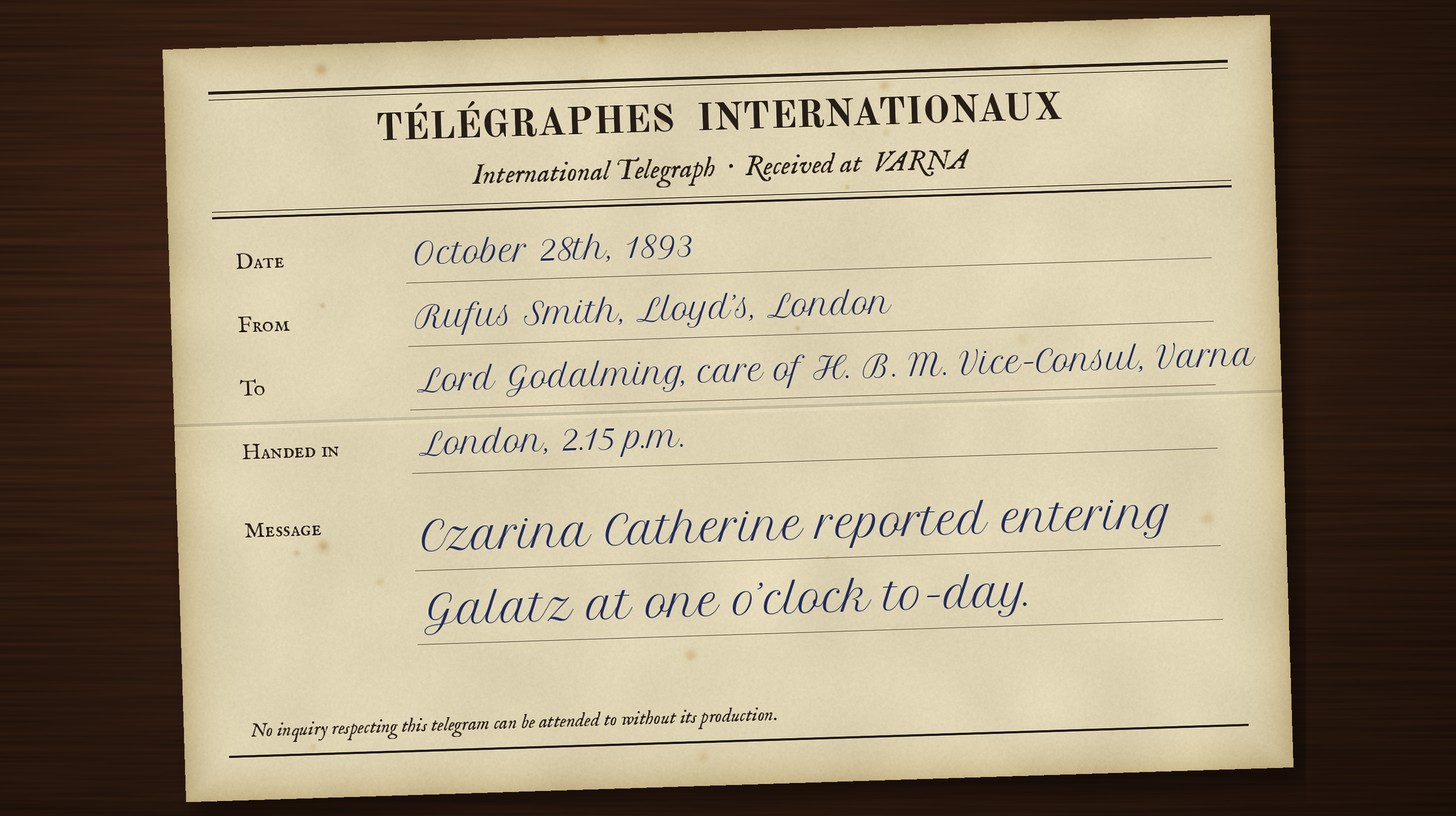 TÉLÉGRAPHES INTERNATIONAUX
International Telegraph · Received at VARNA
DATE October 28th, 1893
FROM Rufus Smith, Lloyd’s, London
TO Lord Godalming, care of H. B. M. Vice-Consul, Varna
HANDED IN London, 2.15 p.m.
MESSAGE Czarina Catherine reported entering
Galatz at one o’clock to-day.
No inquiry respecting this telegram can be attended to without its production.